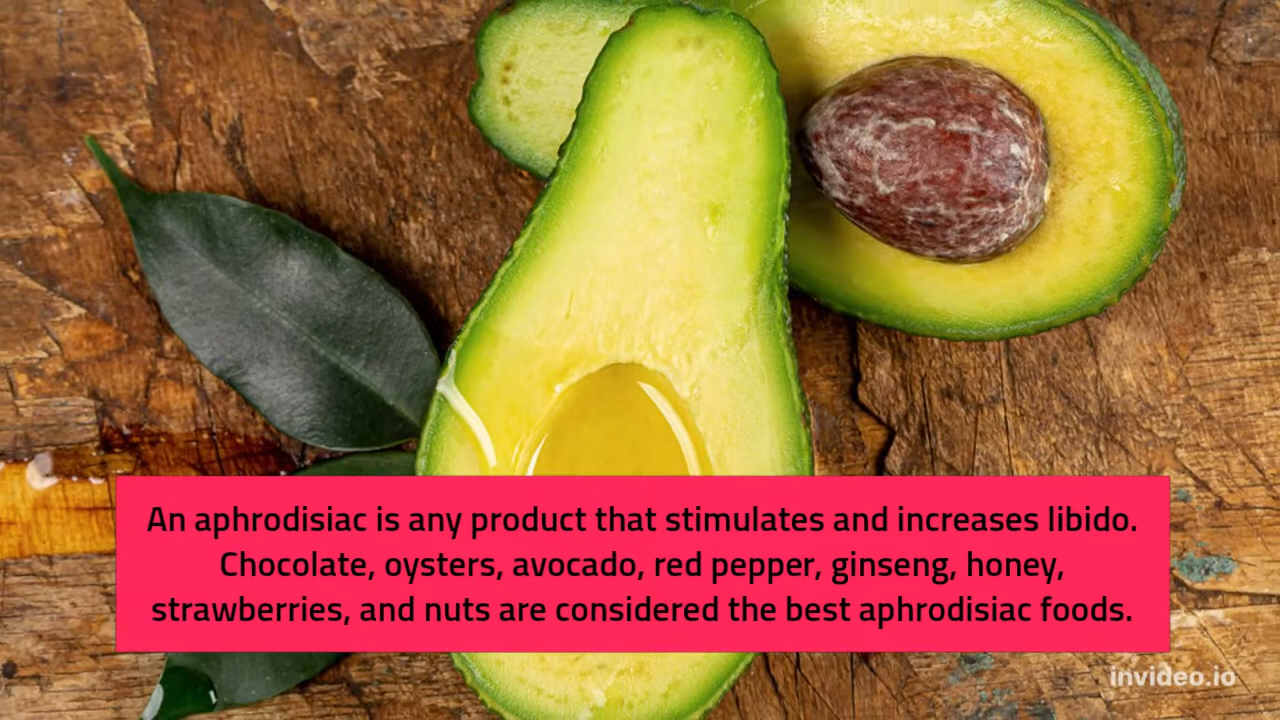 An aphrodisiac is any product that stimulates and increases libido.
Chocolate, oysters, avocado, red pepper, ginseng, honey,
strawberries, and nuts are considered the best aphrodisiac foods.
invideo.io